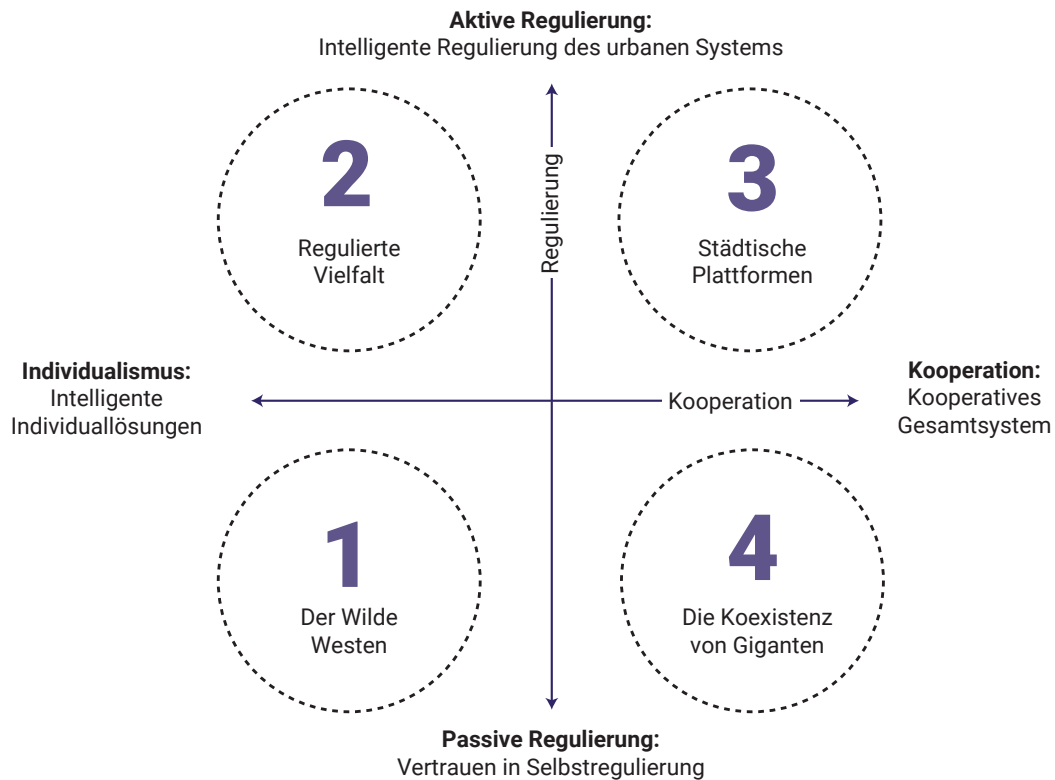 Aktive Regulierung:
Intelligente Regulierung des urbanen Systems
2
Regulierte
Vielfalt
Regulierung
3
Städtische
Plattformen
Individualismus:
Intelligente
Individuallösungen
Kooperation
Kooperation:
Kooperatives
Gesamtsystem
1
Der Wilde
Westen
4
Die Koexistenz
von Giganten
Passive Regulierung:
Vertrauen in Selbstregulierung